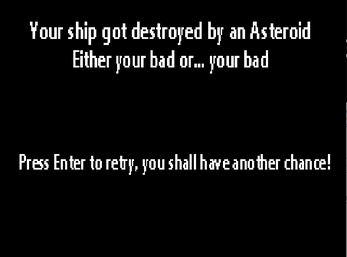 Your ship got destroyed by an Asteroid
Either your bad or... your bad
Press Enter to retry, you shall have another chance!